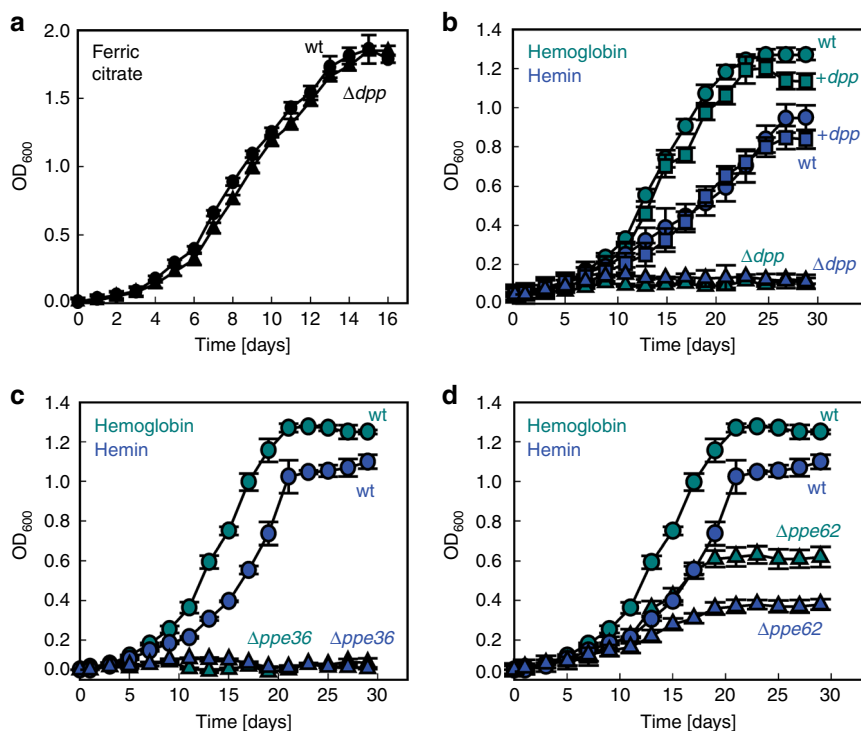 a
2.0
1.5
1.0
0.5
0.0
OD600
Ferric
citrate
wt
Δdpp
0 2 4 6 8 10 12 14 16
Time [days]
b
1.4
1.2
1.0
0.8
0.6
0.4
0.2
0.0
OD600
Hemoglobin
Hemin
wt
+dpp
+dpp
wt
Δdpp
Δdpp
0 5 10 15 20 25 30
Time [days]
c
1.4
1.2
1.0
0.8
0.6
0.4
0.2
0.0
OD600
Hemoglobin
Hemin
wt
wt
Δppe36 Δppe36
0 5 10 15 20 25 30
Time [days]
d
1.4
1.2
1.0
0.8
0.6
0.4
0.2
0.0
OD600
Hemoglobin
Hemin
wt
wt
Δppe62
Δppe62
0 5 10 15 20 25 30
Time [days]